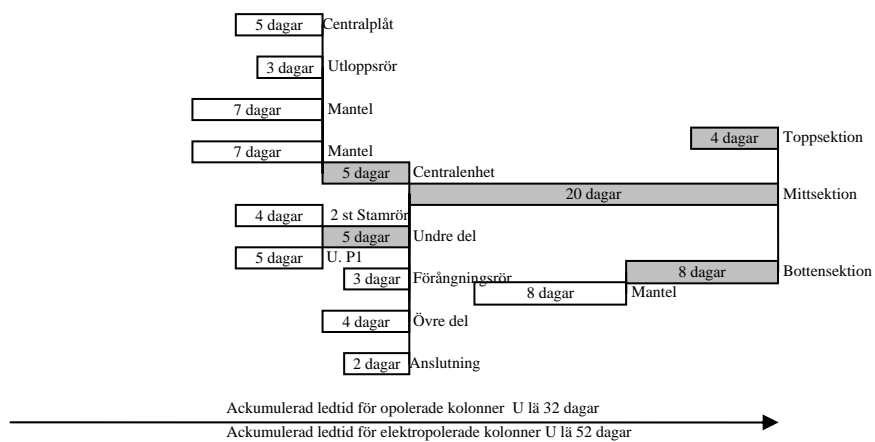 5 dagar Centralplåt
3 dagar Utloppsrör
7 dagar Mantel
4 dagar Toppsektion
7 dagar Mantel
5 dagar Centralenhet
20 dagar Mittsektion
4 dagar 2 st Stamrör
5 dagar Undre del
5 dagar U. P1
8 dagar Bottensektion
3 dagar Förångningsrör
8 dagar Mantel
4 dagar Övre del
2 dagar Anslutning
Ackumulerad ledtid för opolerade kolonner U lä 32 dagar
Ackumulerad ledtid för elektropolerade kolonner U lä 52 dagar